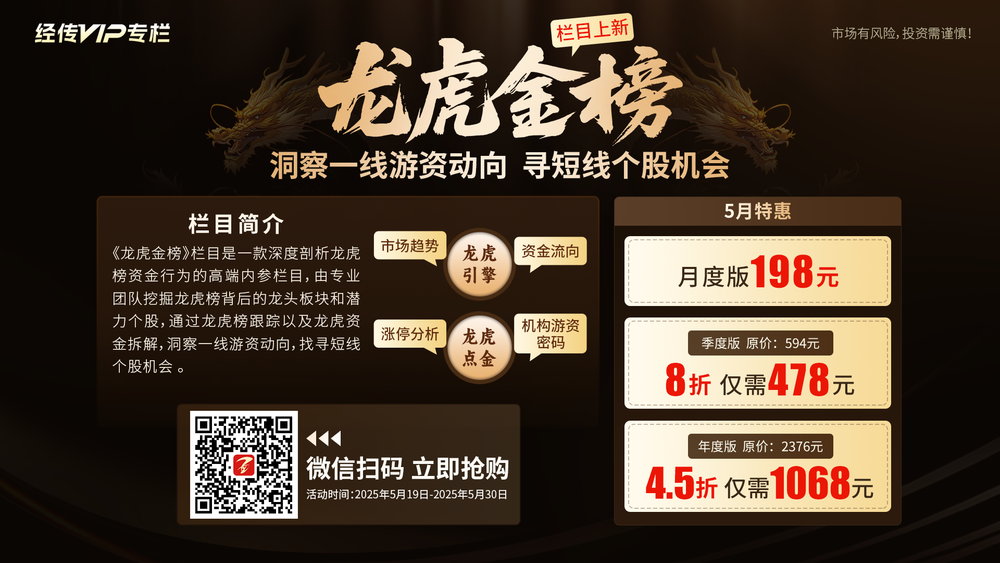 经传VIP专栏
市场有风险,投资需谨慎!
栏目上新
龙虎金榜
洞察一线游资动向 寻短线个股机会
栏目简介
《龙虎金榜》栏目是一款深度剖析龙虎
榜资金行为的高端内参栏目,由专业
团队挖掘龙虎榜背后的龙头板块和潜
力个股,通过龙虎榜跟踪以及龙虎资
金拆解,洞察一线游资动向,找寻短线
个股机会。
市场趋势
龙虎
引擎
资金流向
涨停分析
龙虎
点金
机构游资
密码
微信扫码 立即抢购
活动时间:2025年5月19日-2025年5月30日
5月特惠
月度版198元
季度版 原价:594元
8折 仅需478元
年度版 原价:2376元
4.5折 仅需1068元